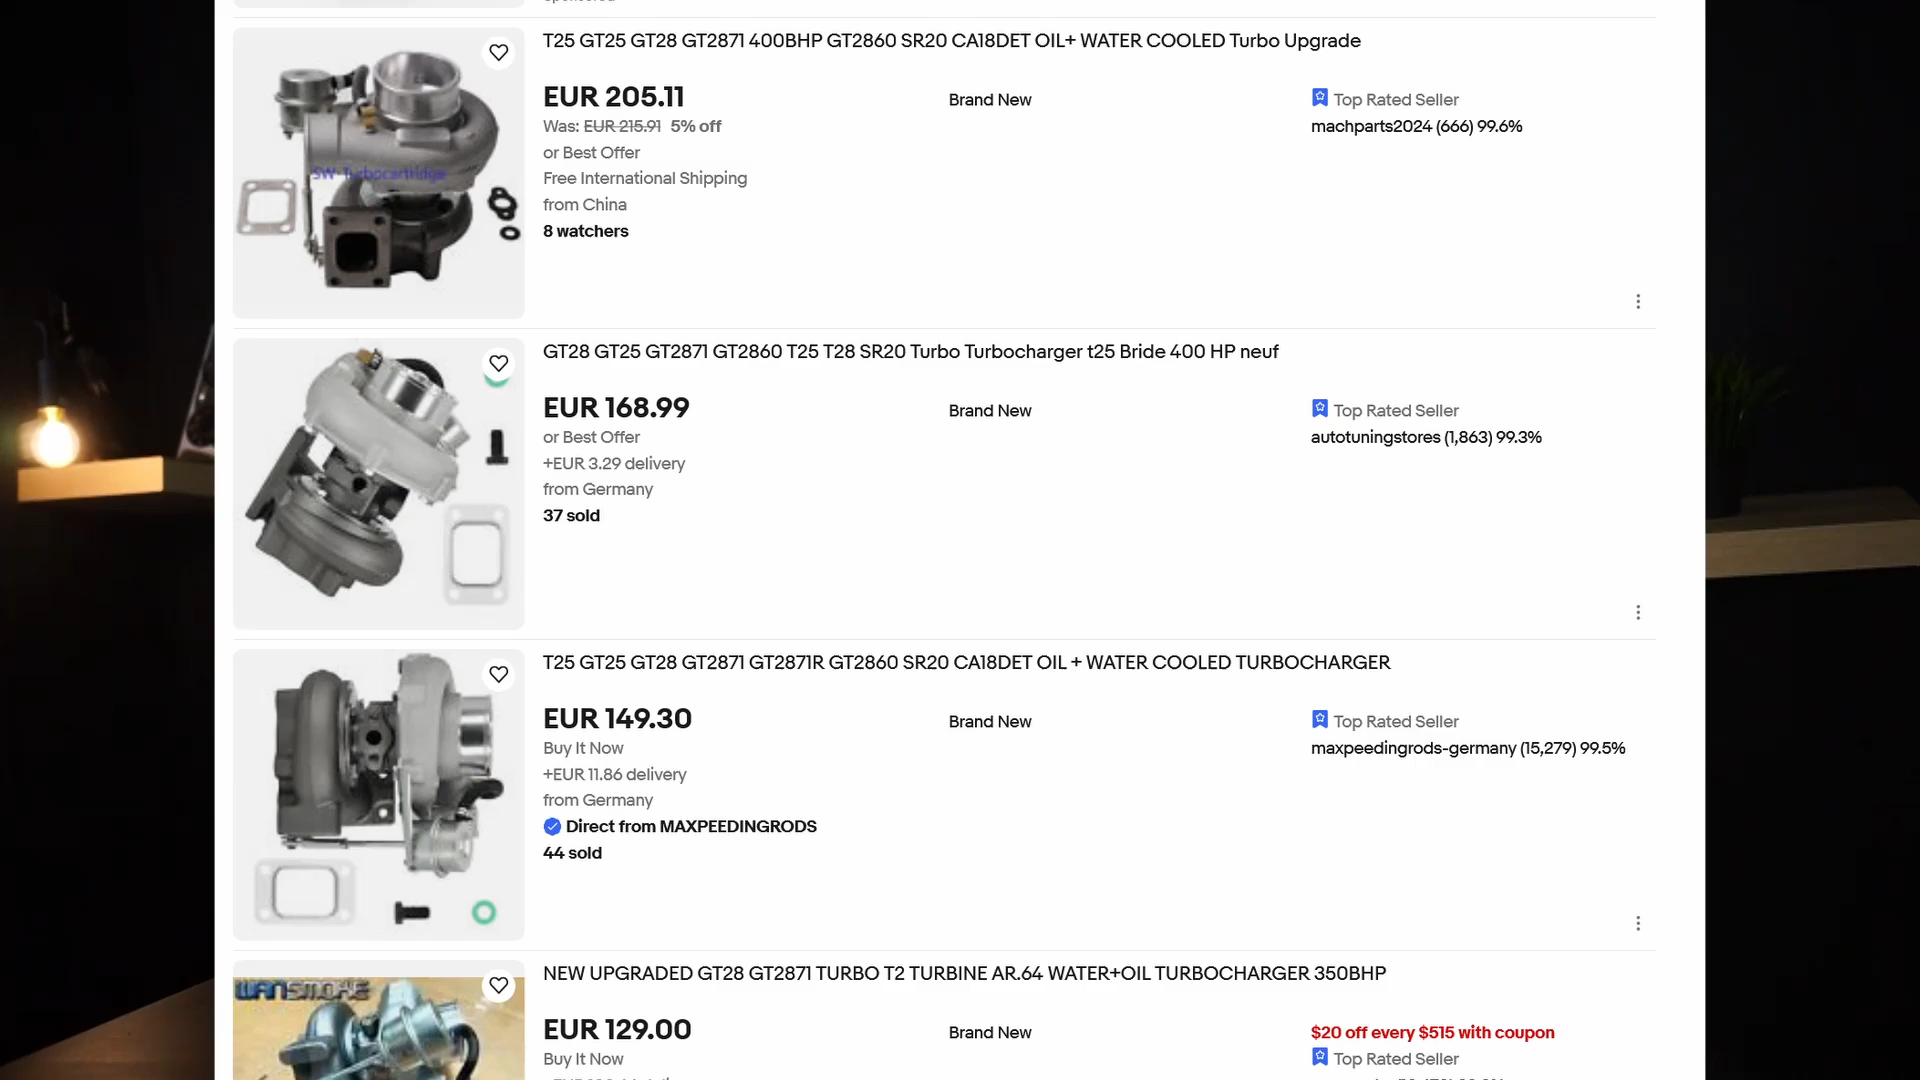 T25 GT25 GT28 GT2871 400BHP GT2860 SR20 CA18DET OIL+ WATER COOLED Turbo Upgrade
EUR 205.11
Brand New
Top Rated Seller
Was: EUR 215.91 5% off
machparts2024 (666) 99.6%
or Best Offer
Free International Shipping
from China
8 watchers
SW-Turbocartridge
GT28 GT25 GT2871 GT2860 T25 T28 SR20 Turbo Turbocharger t25 Bride 400 HP neuf
EUR 168.99
Brand New
Top Rated Seller
or Best Offer
autotuningstores (1,863) 99.3%
+EUR 3.29 delivery
from Germany
37 sold
T25 GT25 GT28 GT2871 GT2871R GT2860 SR20 CA18DET OIL + WATER COOLED TURBOCHARGER
EUR 149.30
Brand New
Top Rated Seller
Buy It Now
maxpeedingrods-germany (15,279) 99.5%
+EUR 11.86 delivery
from Germany
Direct from MAXPEEDINGRODS
44 sold
NEW UPGRADED GT28 GT2871 TURBO T2 TURBINE AR.64 WATER+OIL TURBOCHARGER 350BHP
WANSMOKE
EUR 129.00
Brand New
$20 off every $515 with coupon
Buy It Now
Top Rated Seller